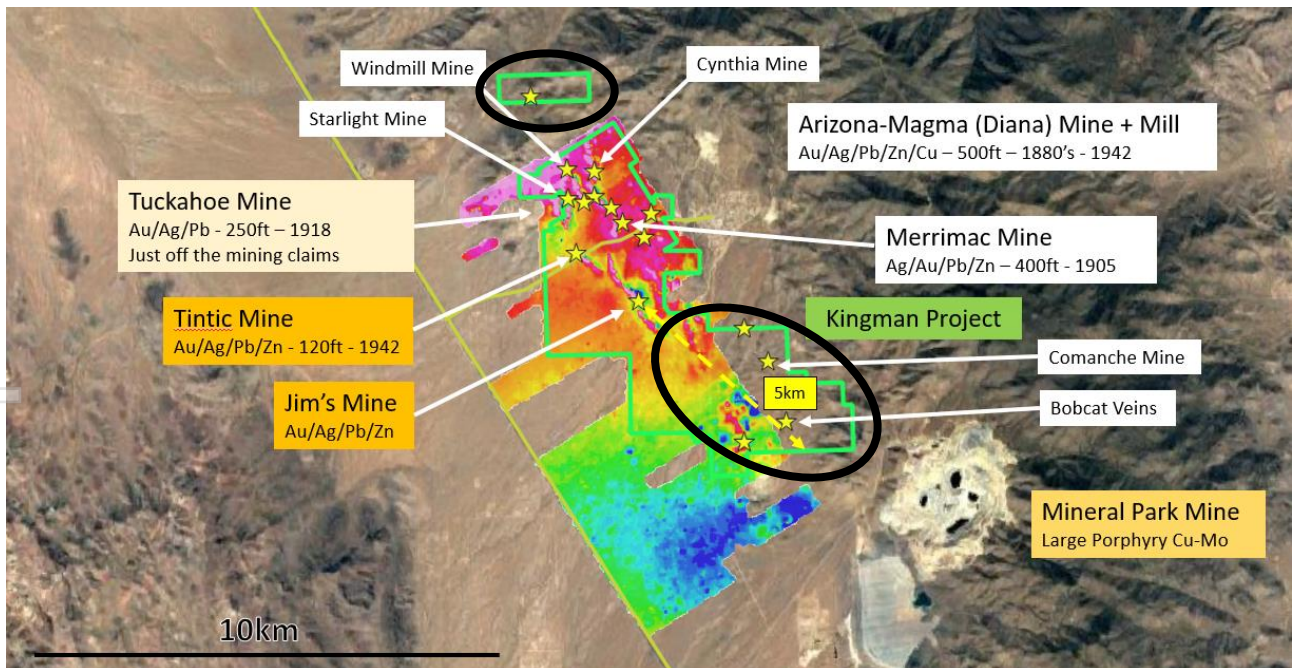 Windmill Mine
Cynthia Mine
Starlight Mine
Arizona-Magma (Diana) Mine + Mill
Au/Ag/Pb/Zn/Cu – 500ft – 1880's - 1942
Tuckahoe Mine
Au/Ag/Pb - 250ft – 1918
Just off the mining claims
Merrimac Mine
Ag/Au/Pb/Zn – 400ft - 1905
Tintic Mine
Au/Ag/Pb/Zn - 120ft - 1942
Kingman Project
Comanche Mine
5km
Jim's Mine
Au/Ag/Pb/Zn
Bobcat Veins
Mineral Park Mine
Large Porphyry Cu-Mo
10km